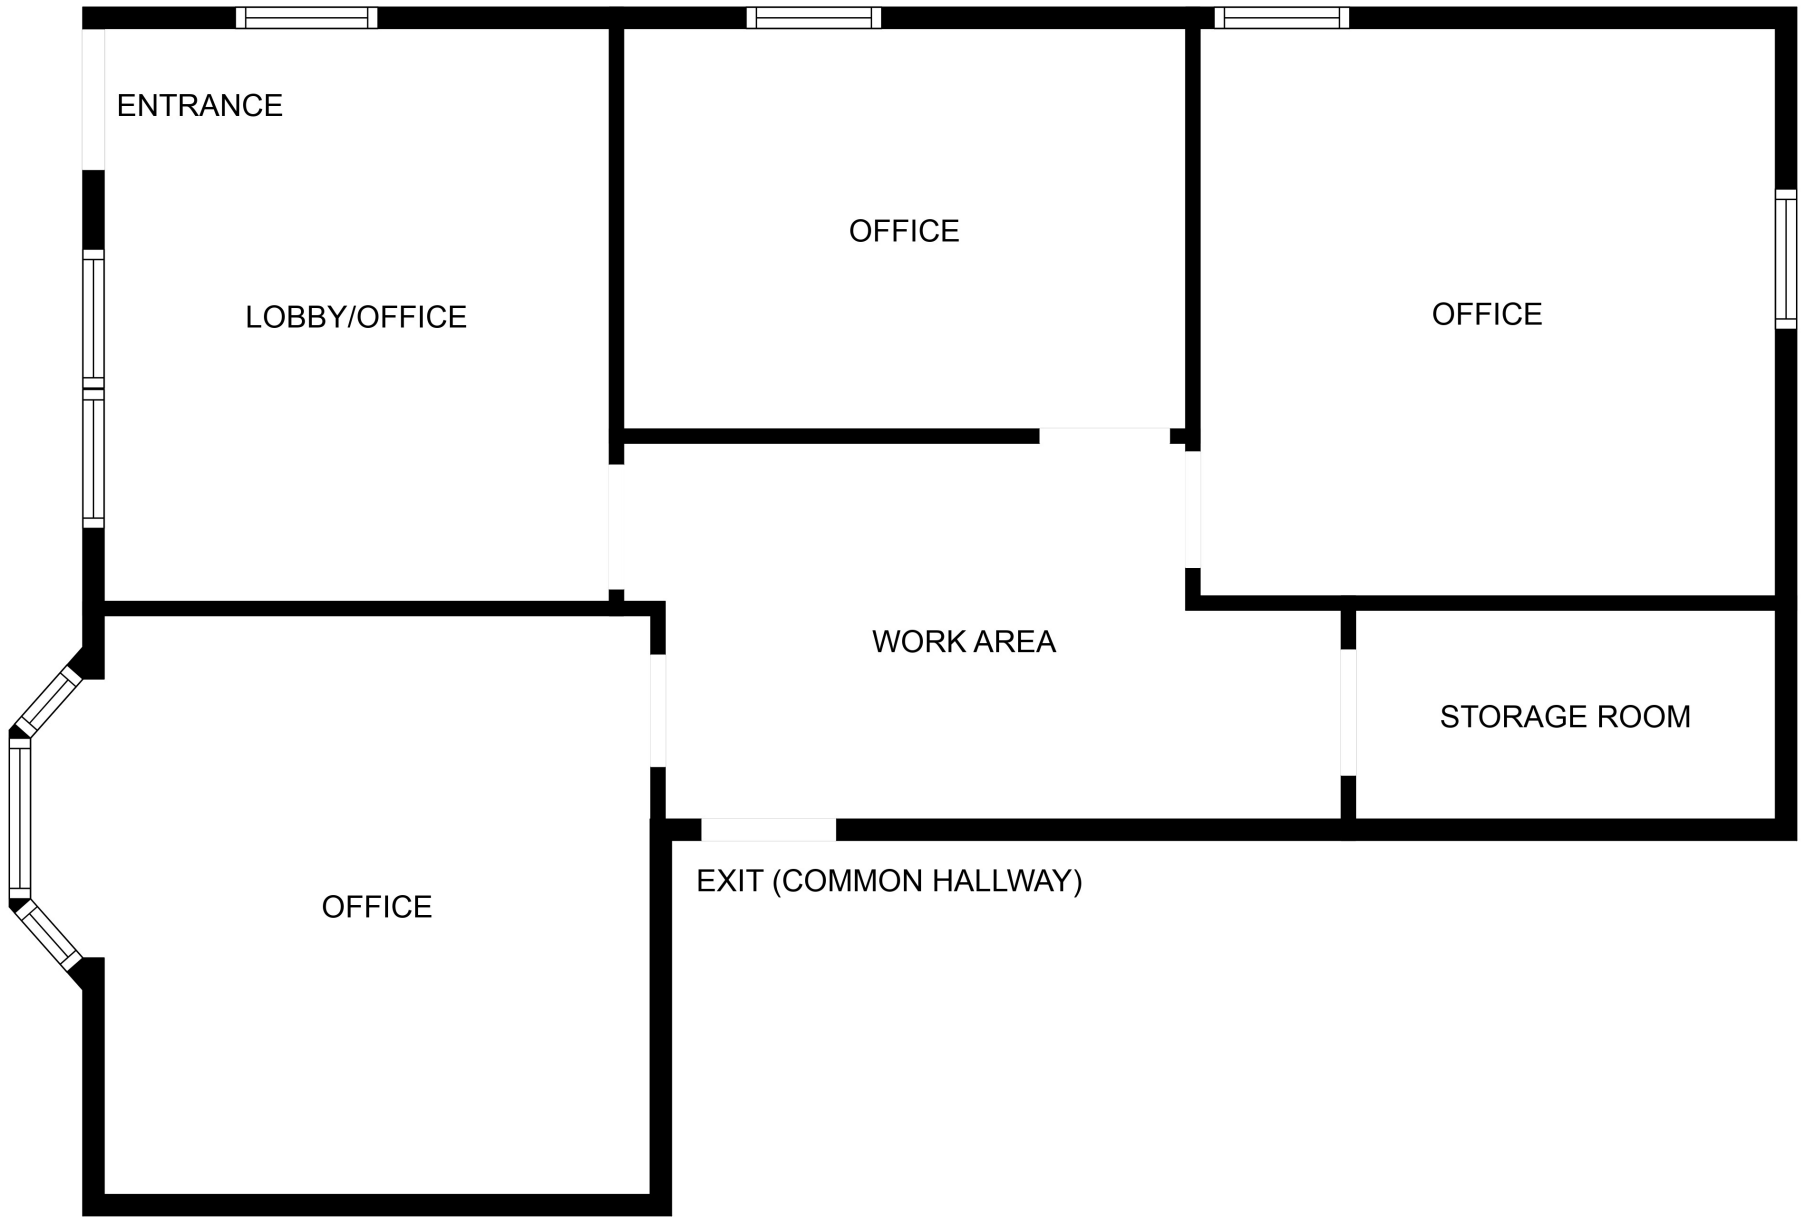 ENTRANCE
OFFICE
LOBBY/OFFICE
OFFICE
WORK AREA
STORAGE ROOM
EXIT (COMMON HALLWAY)
OFFICE